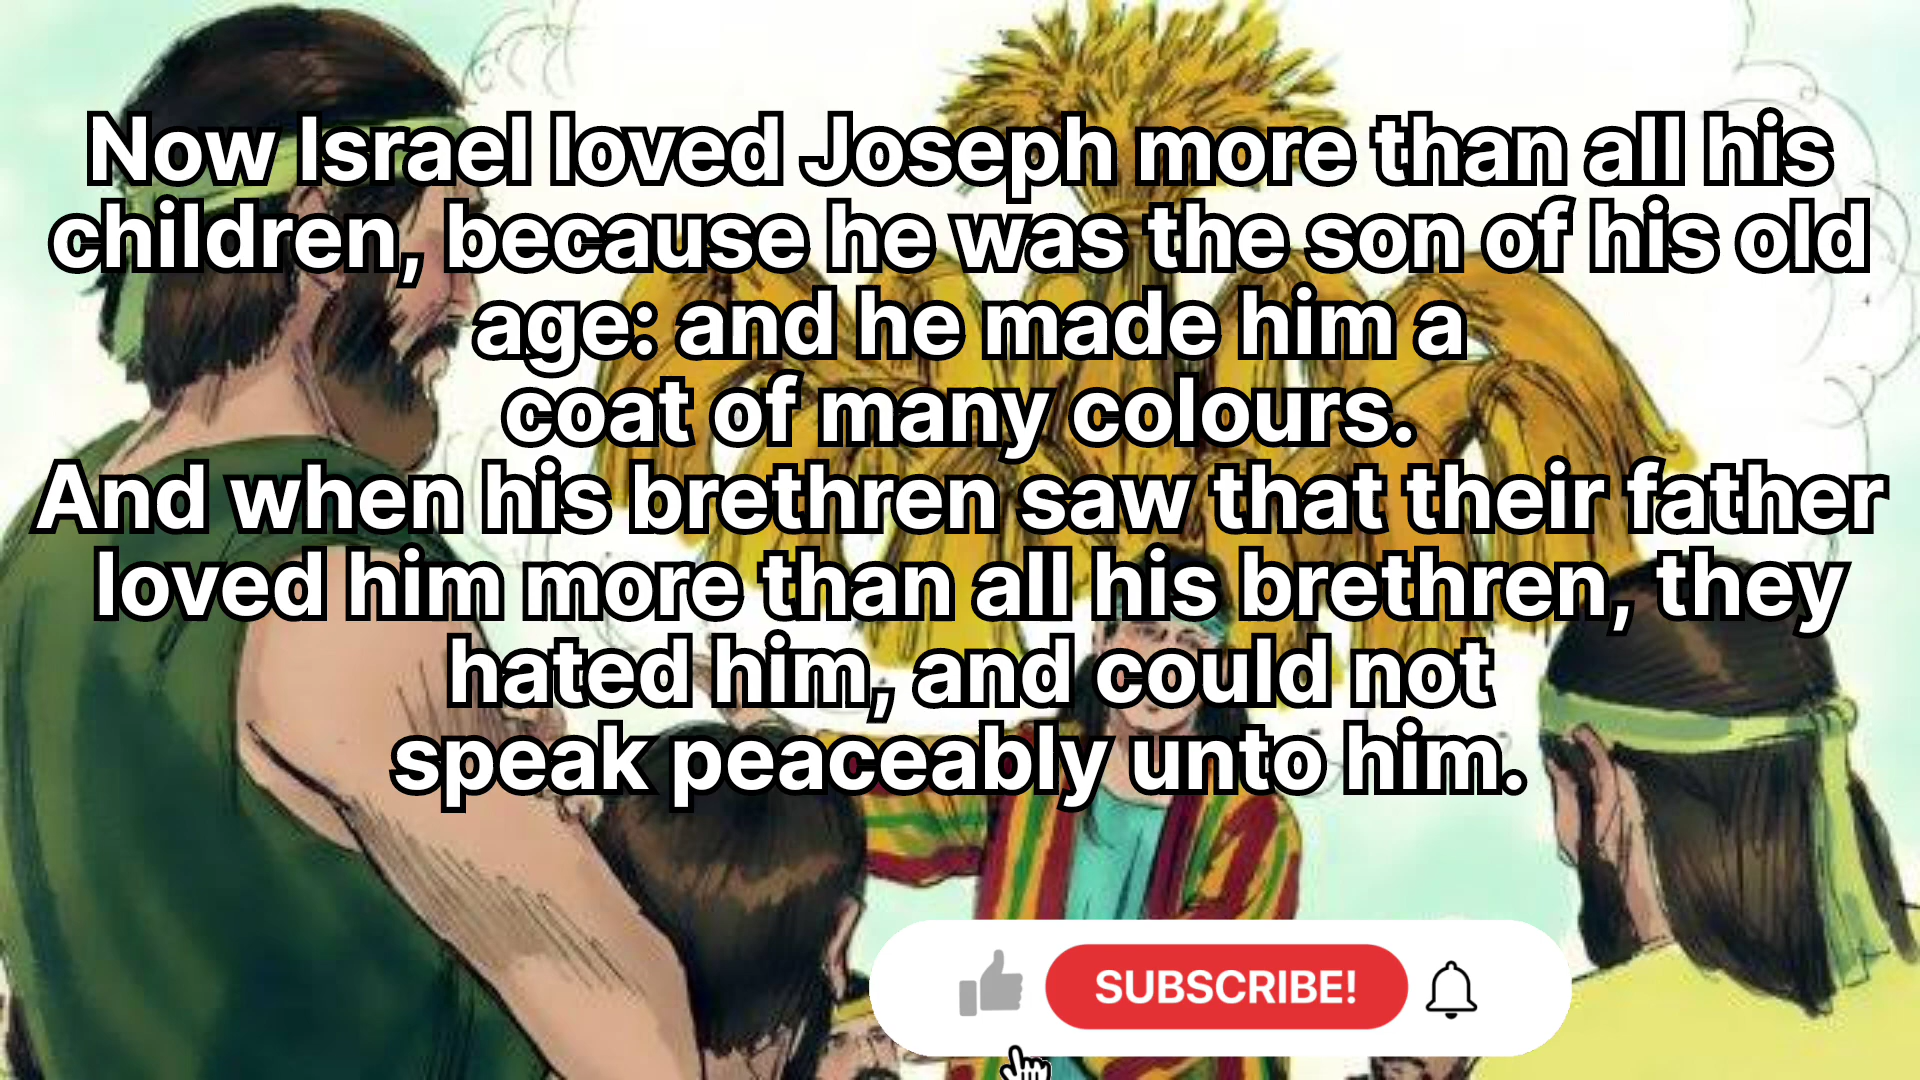 Now Israel loved Joseph more than all his
children, because he was the son of his old
age: and he made him a
coat of many colours.
And when his brethren saw that their father
loved him more than all his brethren, they
hated him, and could not
speak peaceably unto him.
SUBSCRIBE!